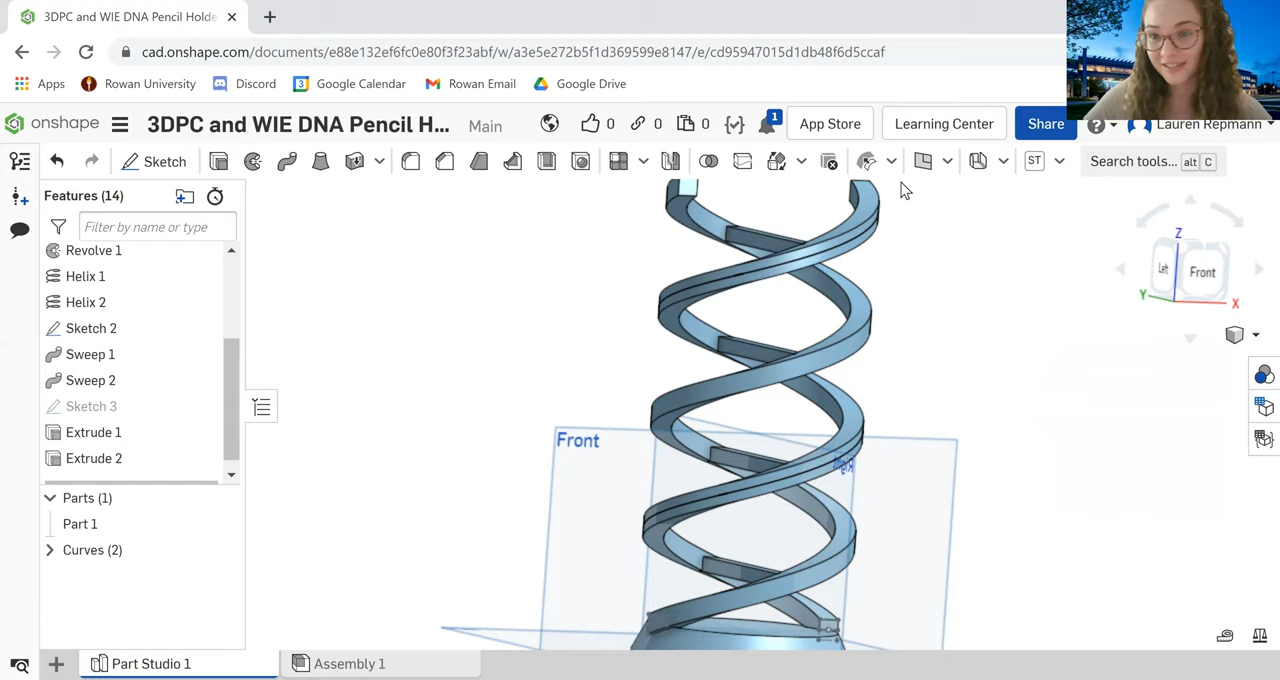 3DPC and WIE DNA Pencil Holde
cad.onshape.com/documents/e88e132ef6fc0e80f3f23abf/w/a3e5e272b5f1d369599e8147/e/cd95947015d1db48f6d5ccaf
Apps Rowan University Discord Google Calendar Rowan Email Google Drive
onshape 3DPC and WIE DNA Pencil H... Main 0 0 0 1 App Store Learning Center Share Lauren Repmann
Sketch ST Search tools... alt C
Features (14)
Filter by name or type
Revolve 1
Helix 1
Helix 2
Sketch 2
Sweep 1
Sweep 2
Sketch 3
Extrude 1
Extrude 2
Parts (1)
Part 1
Curves (2)
Front
Right
Z
Left Front
Y X
Part Studio 1 Assembly 1